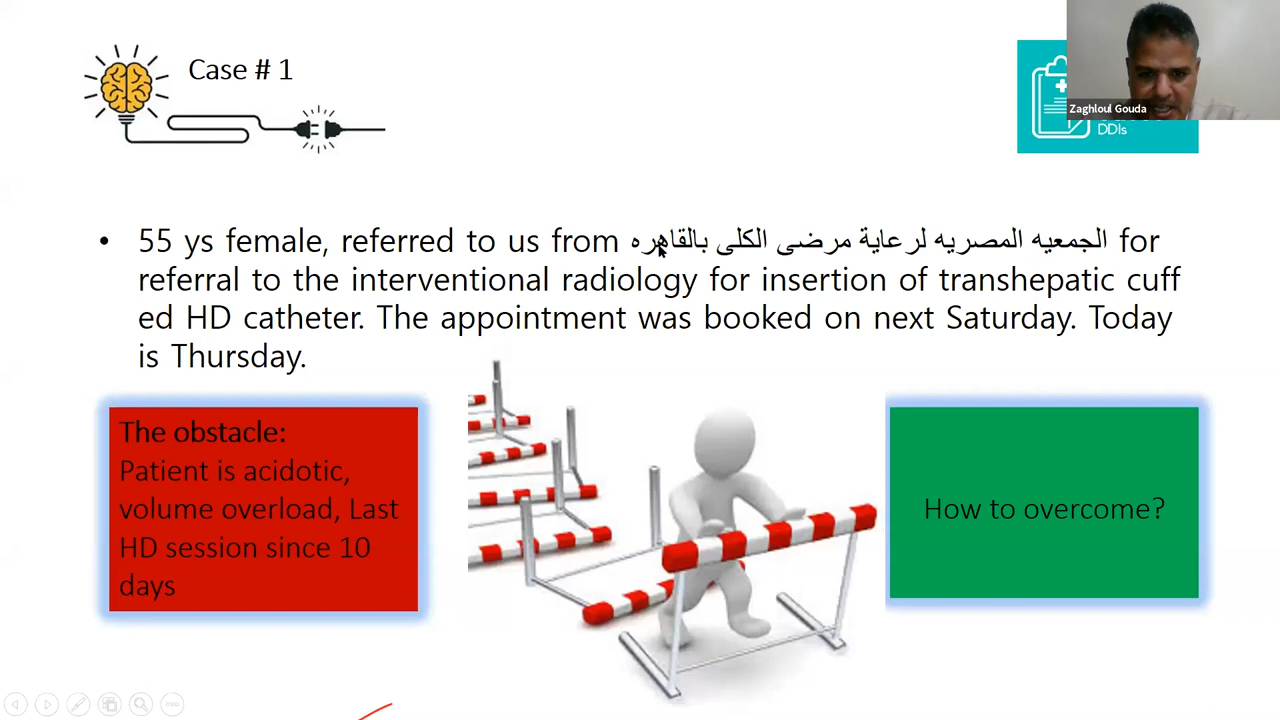 Case # 1
Zaghloul Gouda
DDIs
• 55 ys female, referred to us from الجمعيه المصريه لرعاية مرضى الكلى بالقاهره for
referral to the interventional radiology for insertion of transhepatic cuff
ed HD catheter. The appointment was booked on next Saturday. Today
is Thursday.
The obstacle:
Patient is acidotic,
volume overload, Last
HD session since 10
days
How to overcome?